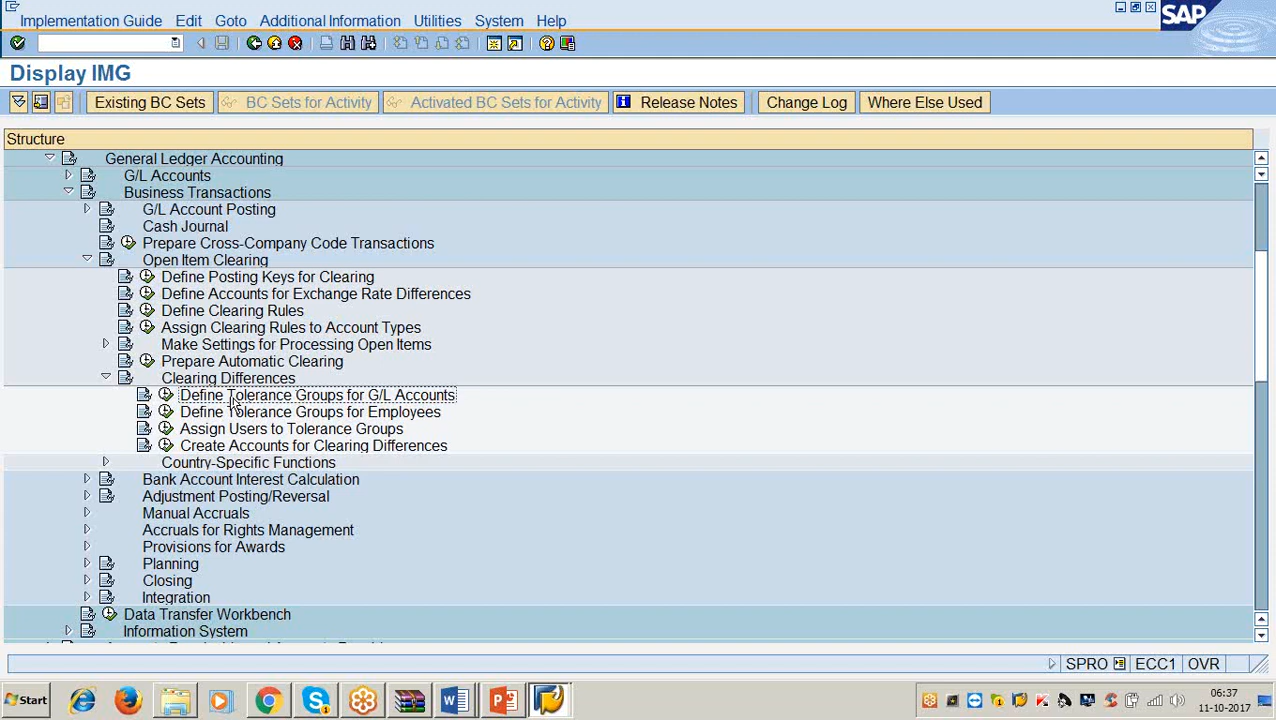 Implementation Guide Edit Goto Additional Information Utilities System Help
SAP
Display IMG
Existing BC Sets BC Sets for Activity Activated BC Sets for Activity Release Notes Change Log Where Else Used
Structure
General Ledger Accounting
G/L Accounts
Business Transactions
G/L Account Posting
Cash Journal
Prepare Cross-Company Code Transactions
Open Item Clearing
Define Posting Keys for Clearing
Define Accounts for Exchange Rate Differences
Define Clearing Rules
Assign Clearing Rules to Account Types
Make Settings for Processing Open Items
Prepare Automatic Clearing
Clearing Differences
Define Tolerance Groups for G/L Accounts
Define Tolerance Groups for Employees
Assign Users to Tolerance Groups
Create Accounts for Clearing Differences
Country-Specific Functions
Bank Account Interest Calculation
Adjustment Posting/Reversal
Manual Accruals
Accruals for Rights Management
Provisions for Awards
Planning
Closing
Integration
Data Transfer Workbench
Information System
SPRO ECC1 OVR
Start
06:37
11-10-2017